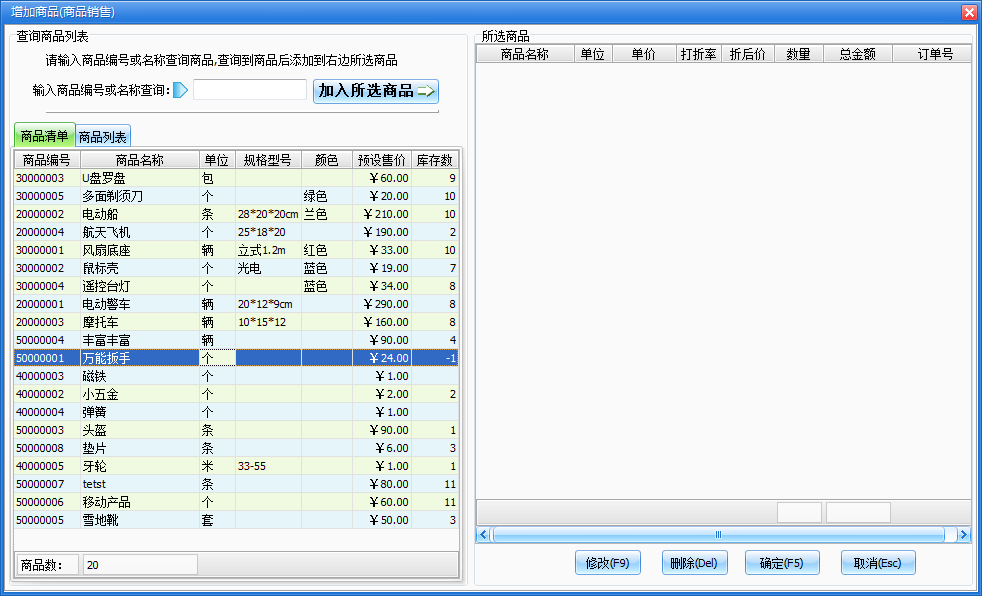 增加商品(商品销售)
查询商品列表
请输入商品编号或名称查询商品,查询到商品后添加到右边所选商品
输入商品编号或名称查询:
加入所选商品
商品清单 商品列表
商品编号 商品名称 单位 规格型号 颜色 预设售价 库存数
30000003 U盘罗盘 包 ￥60.00 9
30000005 多面剃须刀 个 绿色 ￥20.00 10
20000002 电动船 条 28*20*20cm 兰色 ￥210.00 10
20000004 航天飞机 个 25*18*20 ￥190.00 2
30000001 风扇底座 辆 立式1.2m 红色 ￥33.00 10
30000002 鼠标壳 个 光电 蓝色 ￥19.00 7
30000004 遥控台灯 个 蓝色 ￥34.00 8
20000001 电动警车 辆 20*12*9cm ￥290.00 8
20000003 摩托车 辆 10*15*12 ￥160.00 8
50000004 丰富丰富 辆 ￥90.00 4
50000001 万能扳手 个 ￥24.00 -1
40000003 磁铁 个 ￥1.00
40000002 小五金 个 ￥2.00 2
40000004 弹簧 个 ￥1.00
50000003 头盔 条 ￥90.00 1
50000008 垫片 条 ￥6.00 3
40000005 牙轮 米 33-55 ￥1.00 1
50000007 tetst 条 ￥80.00 11
50000006 移动产品 个 ￥60.00 11
50000005 雪地靴 套 ￥50.00 3
商品数: 20
所选商品
商品名称 单位 单价 打折率 折后价 数量 总金额 订单号
修改(F9) 删除(Del) 确定(F5) 取消(Esc)